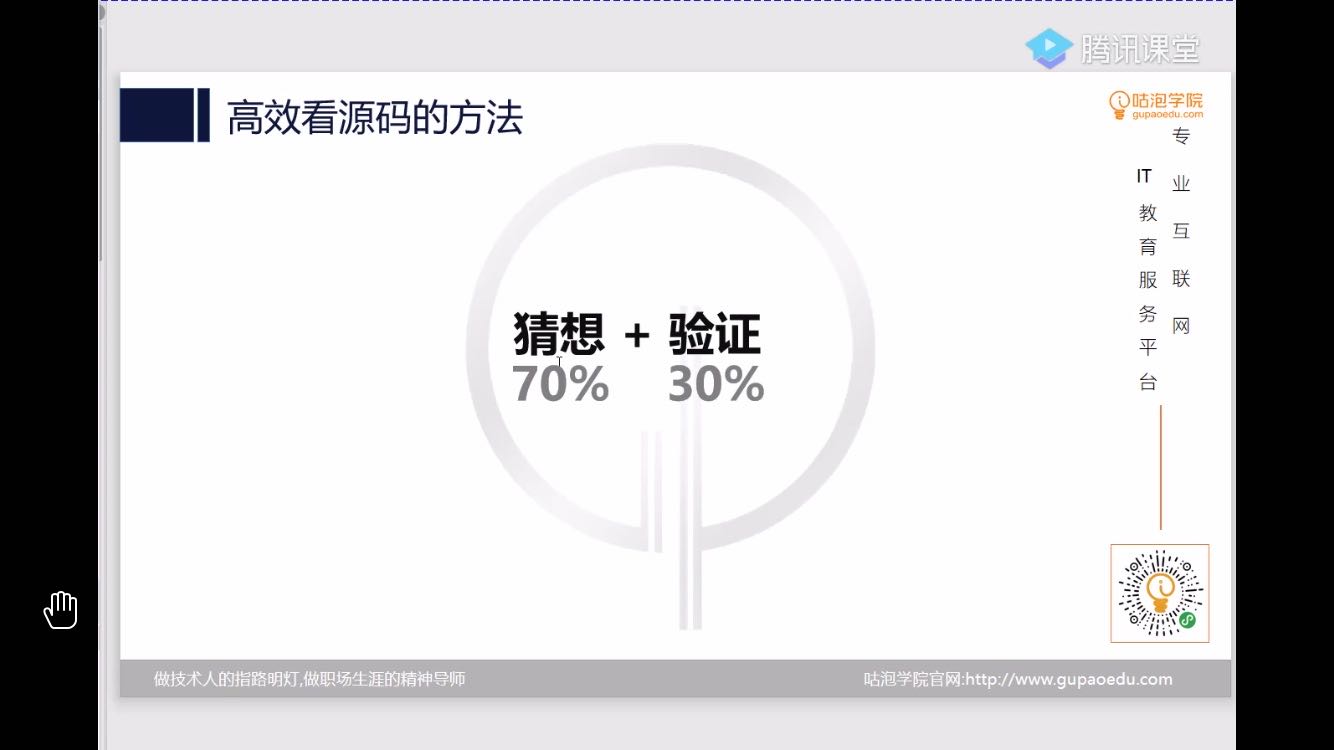 腾讯课堂
高效看源码的方法
咕泡学院
gupaoedu.com
专业互联网
IT教育服务平台
猜想 + 验证
70% 30%
做技术人的指路明灯,做职场生涯的精神导师
咕泡学院官网:http://www.gupaoedu.com